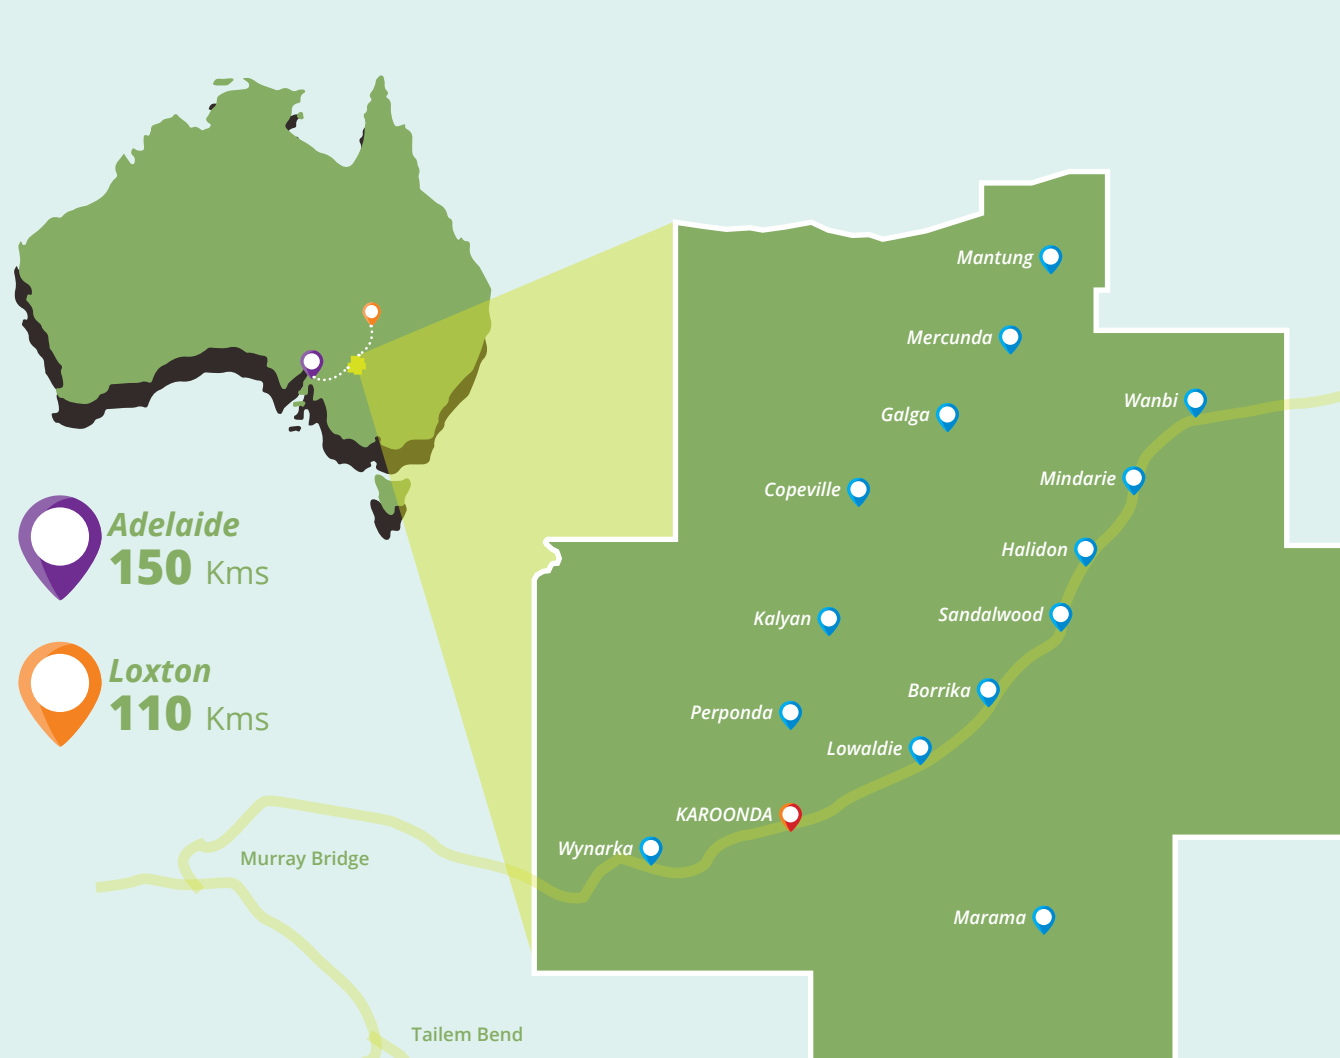 Mantung
Mercunda
Wanbi
Galga
Mindarie
Copeville
Adelaide
150 Kms
Halidon
Sandalwood
Kalyan
Loxton
110 Kms
Borrika
Perponda
Lowaldie
KAROONDA
Wynarka
Murray Bridge
Marama
Tailem Bend